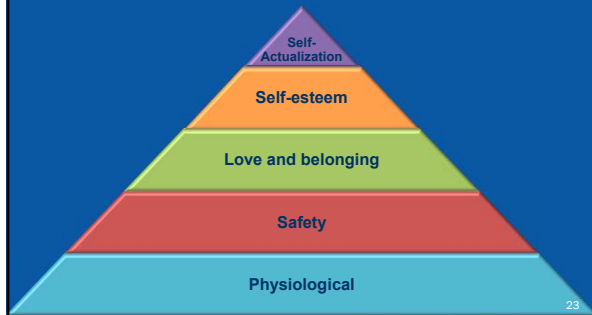 Self-
Actualization
Self-esteem
Love and belonging
Safety
Physiological
23